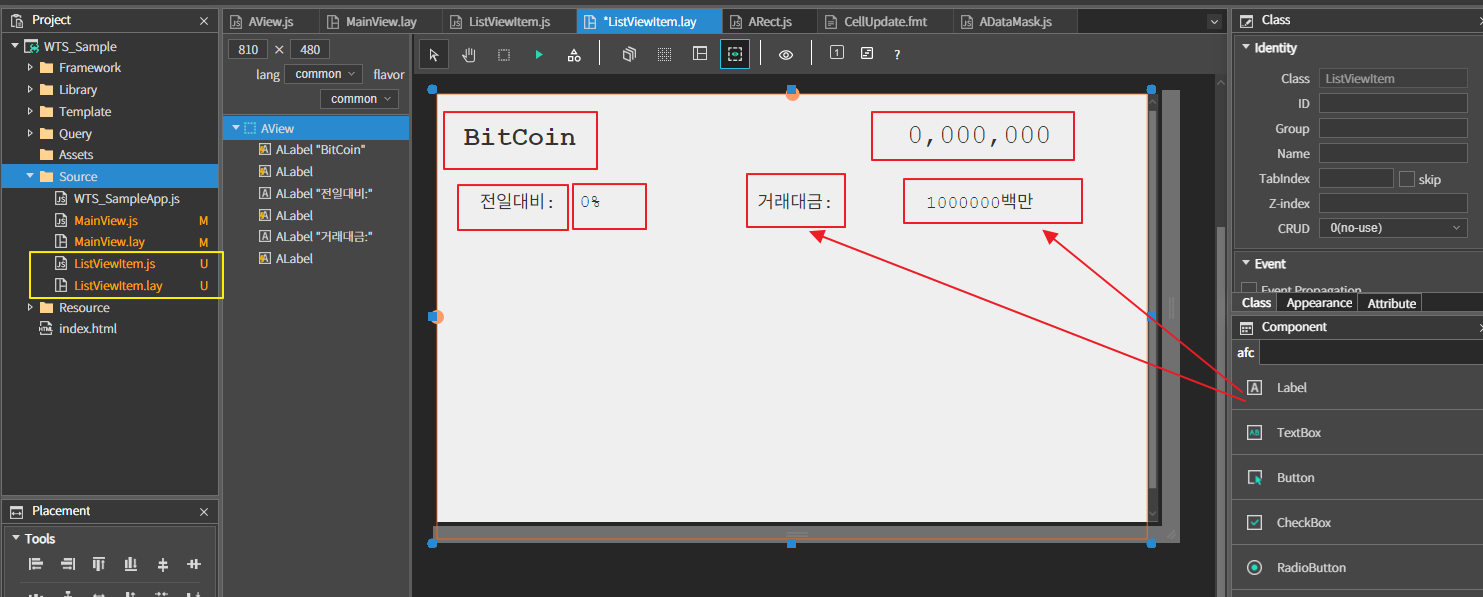 Project
WTS_Sample
Framework
Library
Template
Query
Assets
Source
WTS_SampleApp.js
MainView.js M
MainView.lay M
ListViewItem.js U
ListViewItem.lay U
Resource
index.html
Placement
Tools
AView.js MainView.lay ListViewItem.js *ListViewItem.lay ARect.js CellUpdate.fmt ADataMask.js
810 × 480
lang common flavor
common
AView
ALabel "BitCoin"
ALabel
ALabel "전일대비:"
ALabel
ALabel "거래대금:"
ALabel
1 ?
BitCoin 0,000,000
전일대비: 0% 거래대금: 1000000백만
Class
Identity
Class ListViewItem
ID
Group
Name
TabIndex skip
Z-index
CRUD 0(no-use)
Event
Event Propagation
Class Appearance Attribute
Component
afc
A Label
AB TextBox
Button
CheckBox
RadioButton